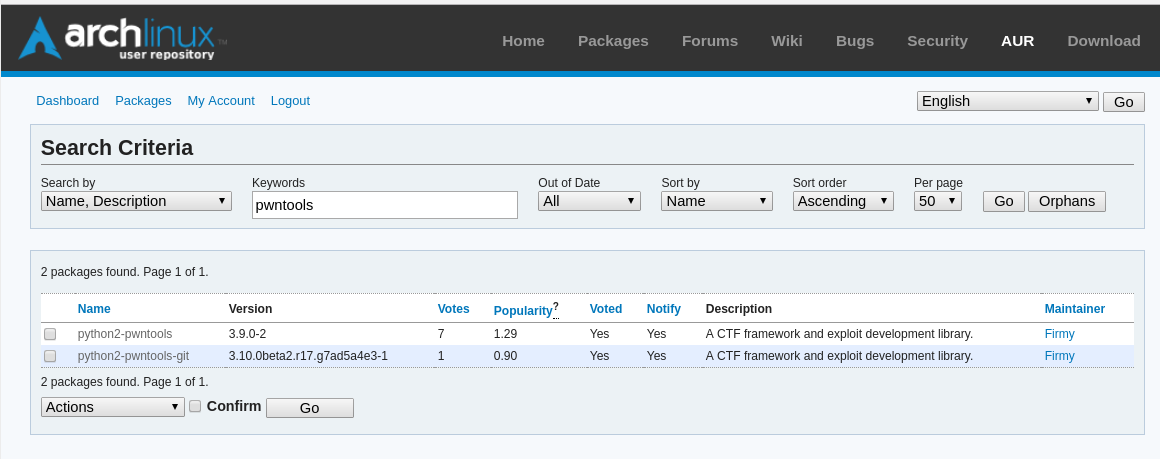 archlinux™
user repository
Home Packages Forums Wiki Bugs Security AUR Download
Dashboard Packages My Account Logout English Go
Search Criteria
Search by Keywords Out of Date Sort by Sort order Per page
Name, Description pwntools All Name Ascending 50 Go Orphans
2 packages found. Page 1 of 1.
Name Version Votes Popularity? Voted Notify Description Maintainer
python2-pwntools 3.9.0-2 7 1.29 Yes Yes A CTF framework and exploit development library. Firmy
python2-pwntools-git 3.10.0beta2.r17.g7ad5a4e3-1 1 0.90 Yes Yes A CTF framework and exploit development library. Firmy
2 packages found. Page 1 of 1.
Actions Confirm Go